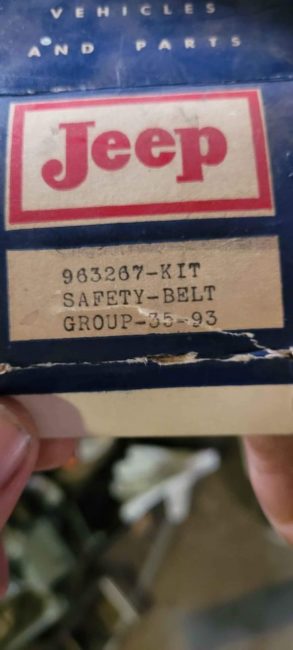 VEHICLES
AND PARTS
Jeep
963267-KIT
SAFETY-BELT
GROUP-35-93